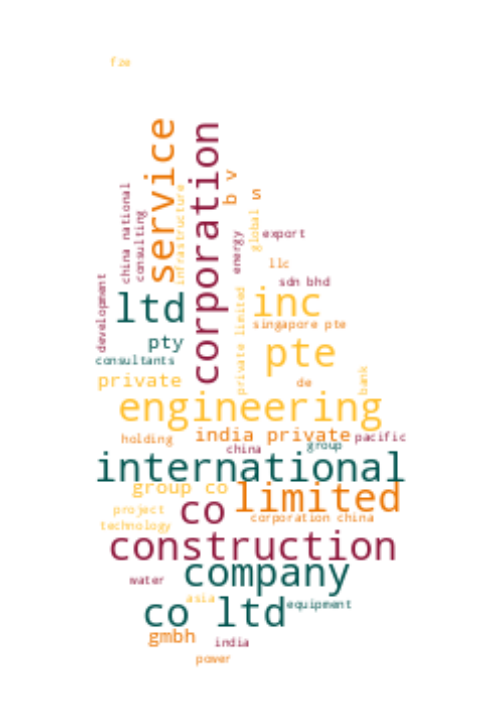 fze
service
corporation
b v
s
china national
consulting
infrastructure
global
export
energy
llc
development
sdn bhd
ltd
inc
private limited
singapore pte
pty
pte
consultants
private
de
bank
engineering
holding
india private
pacific
china
group
international
group co
limited
co
project
corporation china
technology
construction
company
water
asia
co ltd
equipment
gmbh
india
power